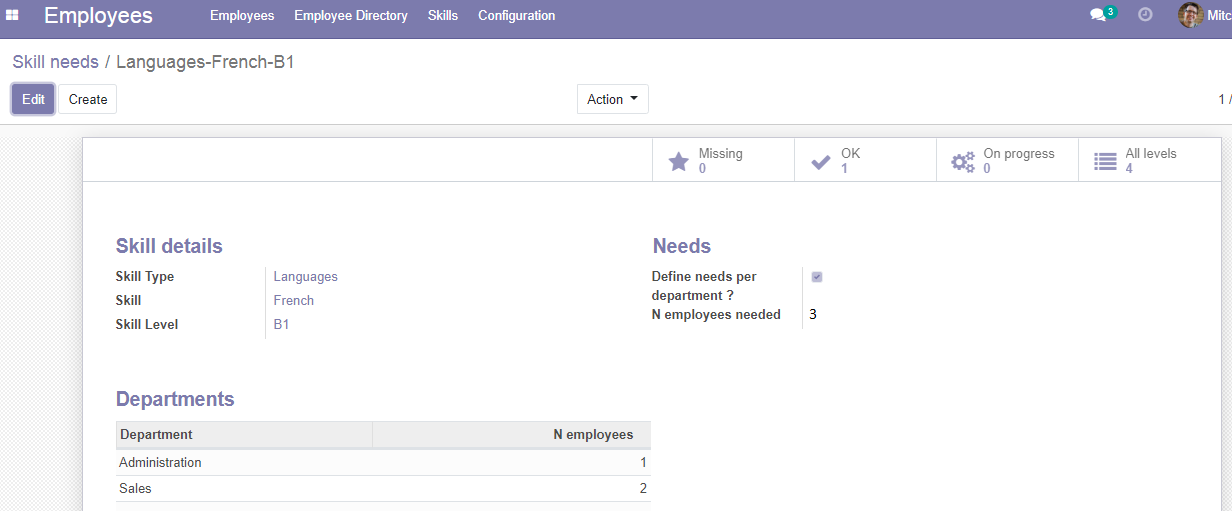 Employees Employees Employee Directory Skills Configuration 3 Mitc
Skill needs / Languages-French-B1
Edit Create Action 1 /
Missing
0
OK
1
On progress
0
All levels
4
Skill details
Skill Type Languages
Skill French
Skill Level B1
Needs
Define needs per
department ?
N employees needed 3
Departments
Department N employees
Administration 1
Sales 2